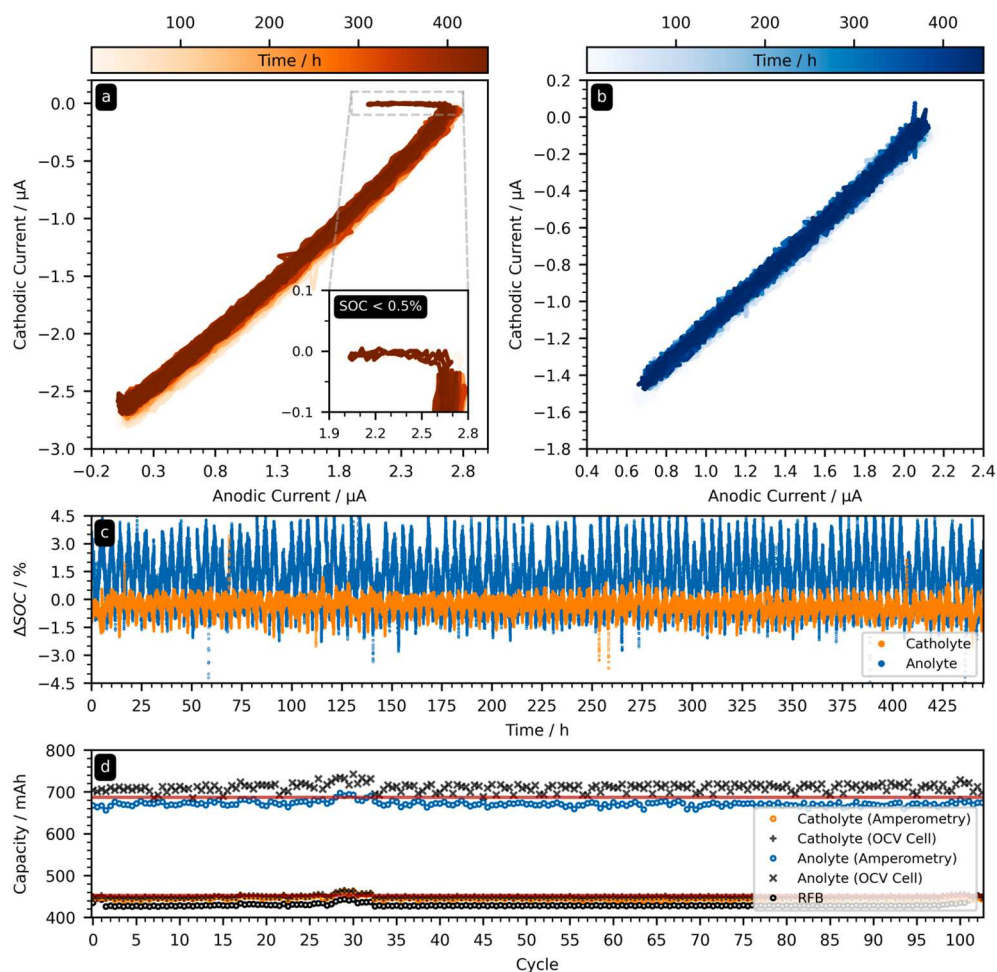 100 200 300 400
Time / h
a
0.0
−0.5
−1.0
−1.5
−2.0
−2.5
−3.0
Cathodic Current / µA
SOC < 0.5%
0.1
0.0
−0.1
1.9 2.2 2.5 2.8
−0.2 0.3 0.8 1.3 1.8 2.3 2.8
Anodic Current / µA
100 200 300 400
Time / h
b
0.2
0.0
−0.2
−0.4
−0.6
−0.8
−1.0
−1.2
−1.4
−1.6
−1.8
Cathodic Current / µA
0.4 0.6 0.8 1.0 1.2 1.4 1.6 1.8 2.0 2.2 2.4
Anodic Current / µA
c
4.5
3.0
1.5
0.0
−1.5
−3.0
−4.5
ΔSOC / %
Catholyte
Anolyte
0 25 50 75 100 125 150 175 200 225 250 275 300 325 350 375 400 425
Time / h
d
800
700
600
500
400
Capacity / mAh
Catholyte (Amperometry)
Catholyte (OCV Cell)
Anolyte (Amperometry)
Anolyte (OCV Cell)
RFB
0 5 10 15 20 25 30 35 40 45 50 55 60 65 70 75 80 85 90 95 100
Cycle